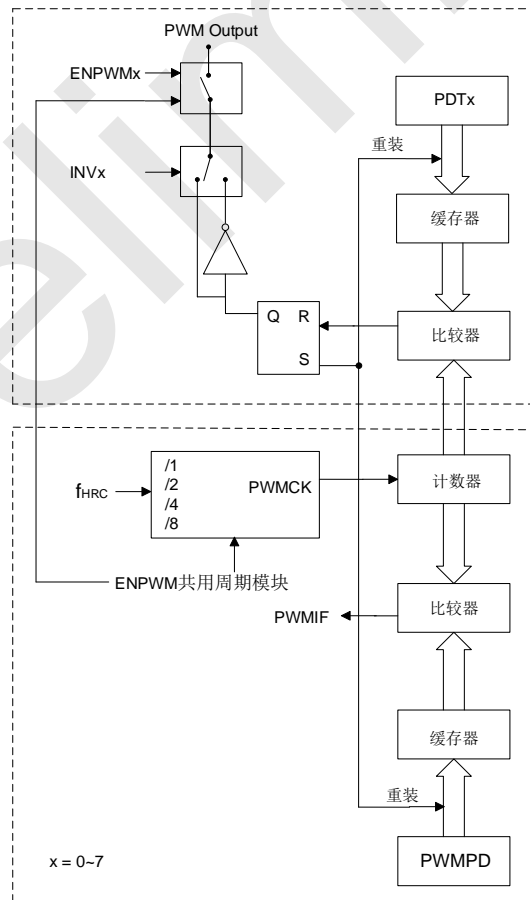 PWM Output
ENPWMx
PDTx
重装
INVx
缓存器
Q R
S
比较器
/1
/2
/4
/8
PWMCK
fHRC
计数器
ENPWM共用周期模块
PWMIF
比较器
缓存器
重装
PWMPD
x = 0~7